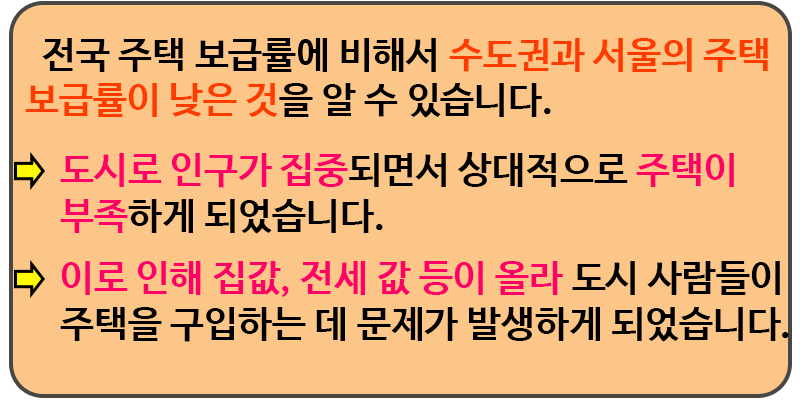 전국 주택 보급률에 비해서 수도권과 서울의 주택
보급률이 낮은 것을 알 수 있습니다.
도시로 인구가 집중되면서 상대적으로 주택이
부족하게 되었습니다.
이로 인해 집값, 전세 값 등이 올라 도시 사람들이
주택을 구입하는 데 문제가 발생하게 되었습니다.